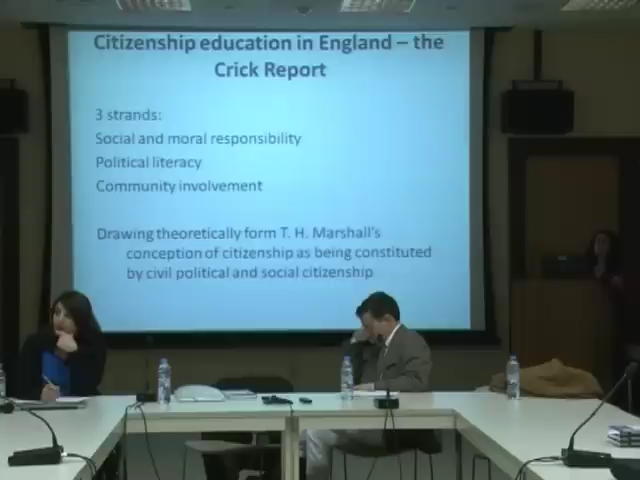 Citizenship education in England – the
Crick Report
3 strands:
Social and moral responsibility
Political literacy
Community involvement
Drawing theoretically form T. H. Marshall's
conception of citizenship as being constituted
by civil political and social citizenship